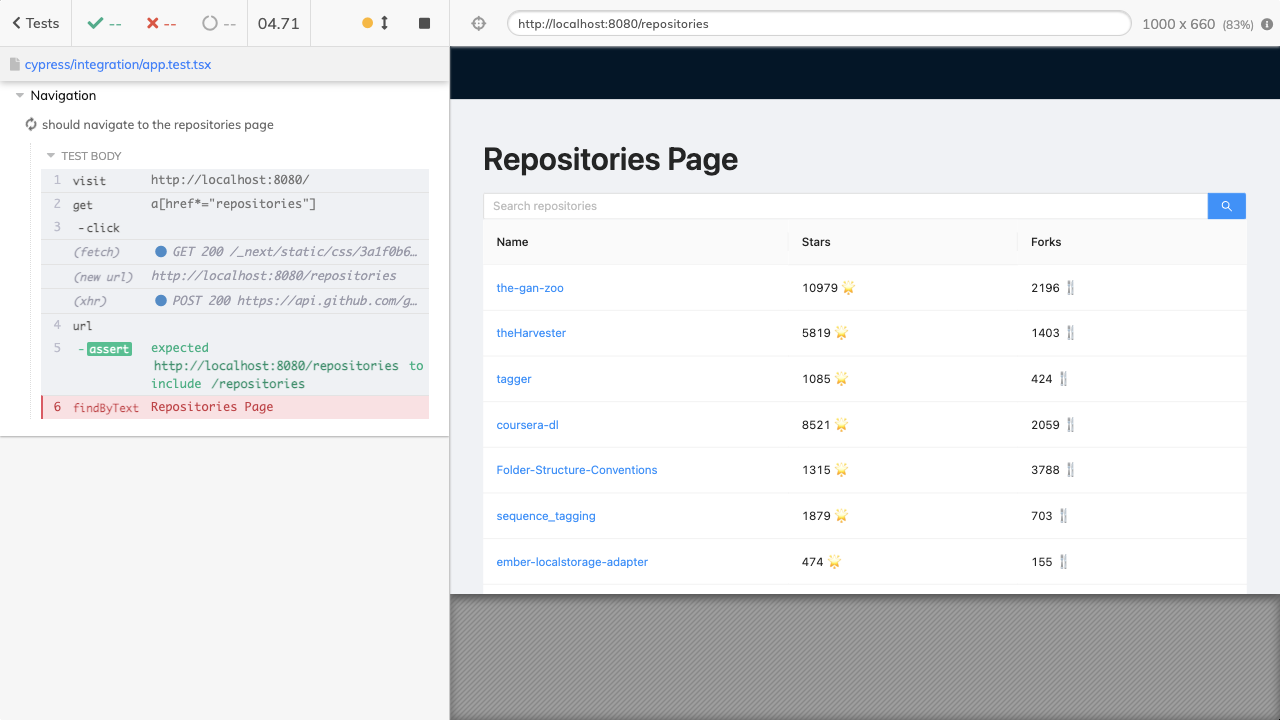 Tests
--
--
--
04.71
http://localhost:8080/repositories
1000 x 660 (83%)
cypress/integration/app.test.tsx
Navigation
should navigate to the repositories page
TEST BODY
1 visit http://localhost:8080/
2 get a[href*="repositories"]
3 -click
(fetch) GET 200 /_next/static/css/3a1f0b6…
(new url) http://localhost:8080/repositories
(xhr) POST 200 https://api.github.com/g…
4 url
5 -assert expected
http://localhost:8080/repositories to
include /repositories
6 findByText Repositories Page
Repositories Page
Search repositories
Name Stars Forks
the-gan-zoo 10979 2196
theHarvester 5819 1403
tagger 1085 424
coursera-dl 8521 2059
Folder-Structure-Conventions 1315 3788
sequence_tagging 1879 703
ember-localstorage-adapter 474 155